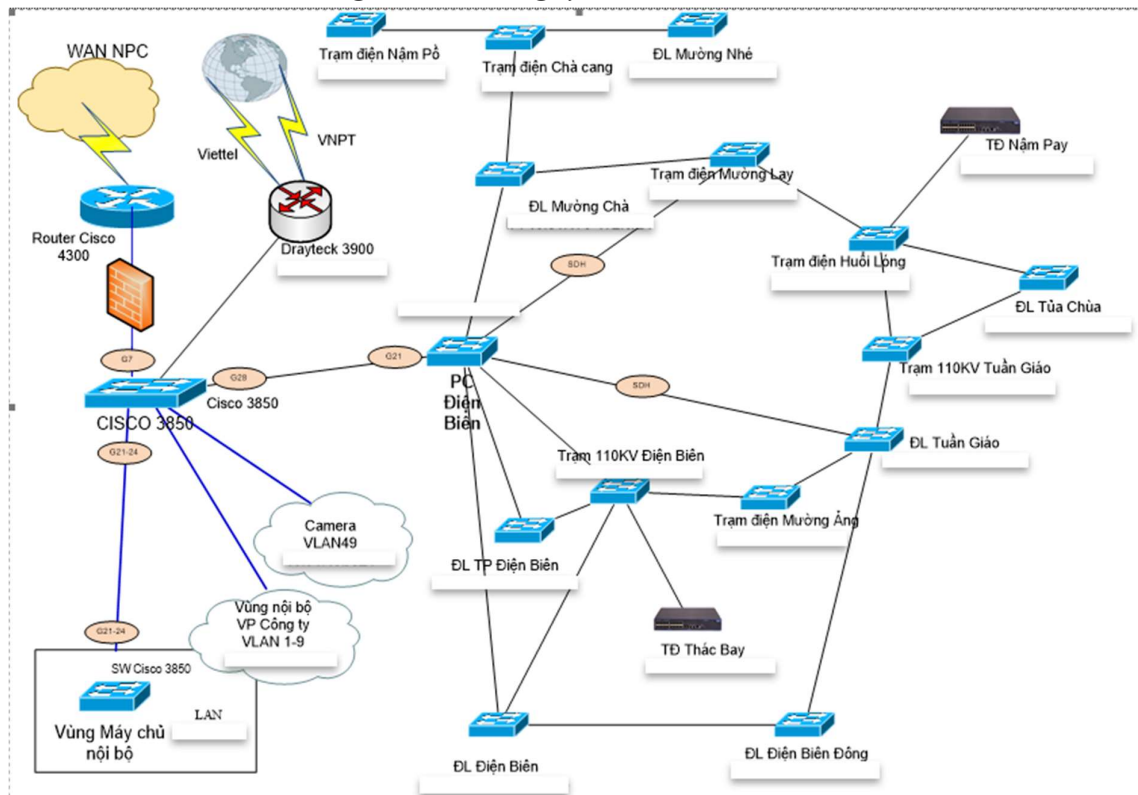 WAN NPC
Viettel
VNPT
Router Cisco
4300
Drayteck 3900
G7
CISCO 3850
G28
Cisco 3850
G21
G21-24
G21-24
Camera
VLAN49
Vùng nội bộ
VP Công ty
VLAN 1-9
SW Cisco 3850
LAN
Vùng Máy chủ
nội bộ
Trạm điện Nậm Pồ
Trạm điện Chà cang
ĐL Mường Nhé
ĐL Mường Chà
Trạm điện Mường Lay
TĐ Nậm Pay
SDH
Trạm điện Huổi Lóng
ĐL Tủa Chùa
PC
Điện
Biên
SDH
Trạm 110KV Tuần Giáo
ĐL Tuần Giáo
Trạm 110KV Điện Biên
Trạm điện Mường Ảng
ĐL TP Điện Biên
TĐ Thác Bay
ĐL Điện Biên
ĐL Điện Biên Đông